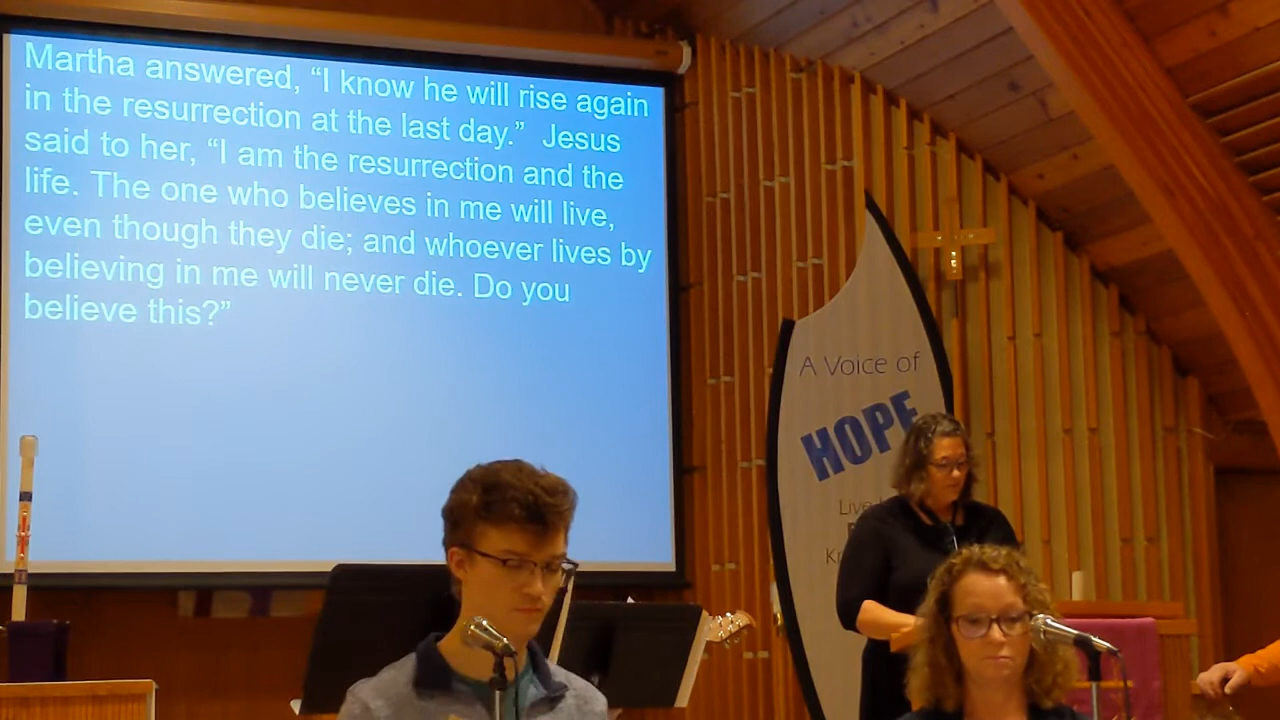 Martha answered, “I know he will rise again
in the resurrection at the last day.”  Jesus
said to her, “I am the resurrection and the
life. The one who believes in me will live,
even though they die; and whoever lives by
believing in me will never die. Do you
believe this?”
A Voice of
HOPE